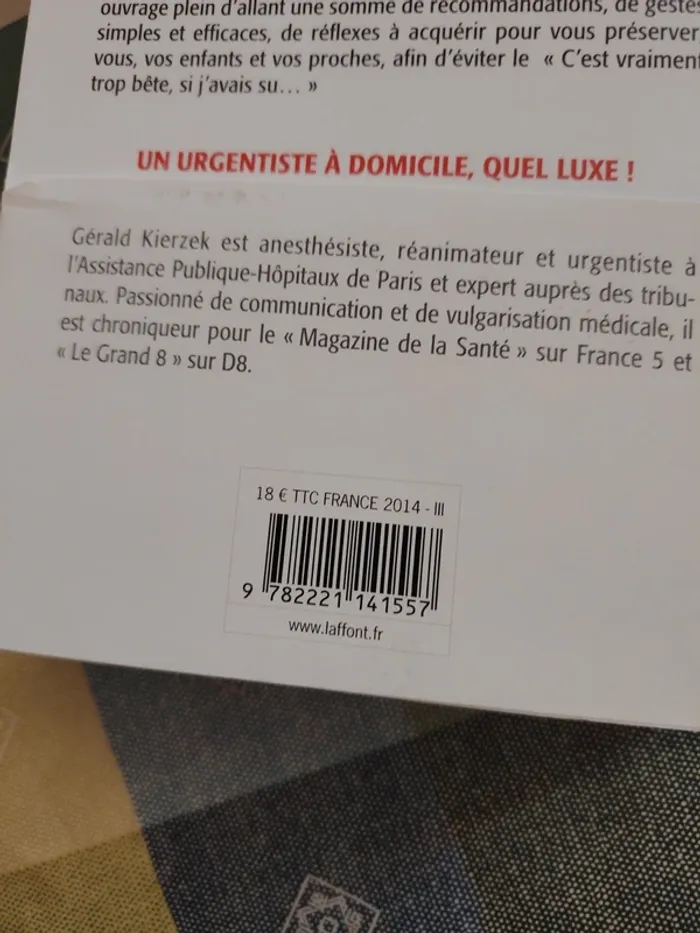 ouvrage plein d'allant une somme de recommandations, de gestes
simples et efficaces, de réflexes à acquérir pour vous préserver,
vous, vos enfants et vos proches, afin d'éviter le « C'est vraiment
trop bête, si j'avais su… »
UN URGENTISTE À DOMICILE, QUEL LUXE !
Gérald Kierzek est anesthésiste, réanimateur et urgentiste à
l'Assistance Publique-Hôpitaux de Paris et expert auprès des tribu-
naux. Passionné de communication et de vulgarisation médicale, il
est chroniqueur pour le « Magazine de la Santé » sur France 5 et
« Le Grand 8 » sur D8.
18 € TTC FRANCE 2014 - III
9 782221 141557
www.laffont.fr